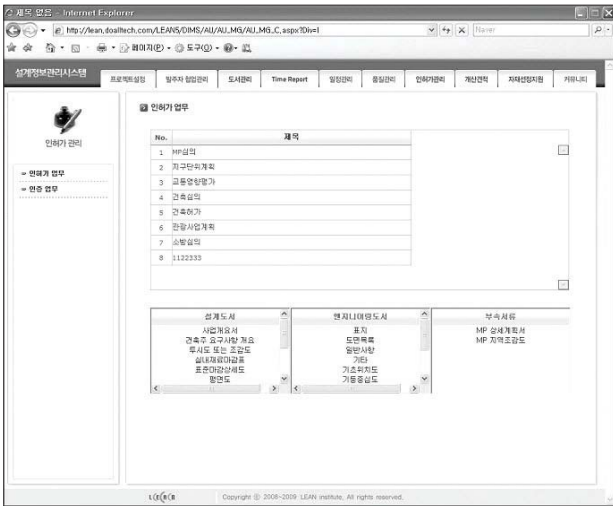 제목 없음 - Internet Explorer
http://lean.doalltech.com/LEAN5/DIMS/AU/AU_MG/AU_MG_C.aspx?Div=I
Naver
페이지(P) 도구(O)
설계정보관리시스템
프로젝트설정 발주자 협업관리 도서관리 Time Report 일정관리 품질관리 인허가관리 개산견적 자재선정지원 커뮤니티
인허가 관리
인허가 업무
인증 업무
인허가 업무
No. 제목
1 MP심의
2 지구단위계획
3 교통영향평가
4 건축심의
5 건축허가
6 관광사업계획
7 소방심의
8 1122333
설계도서
사업개요서
건축주 요구사항 개요
투시도 또는 조감도
실내재료마감표
표준마감상세도
평면도
엔지니어링도서
표지
도면목록
일반사항
기타
기초위치도
기둥중심도
부속서류
MP 상세계획서
MP 지역조감도
Copyright ⓒ 2008-2009 LEAN institute, All rights reserved.